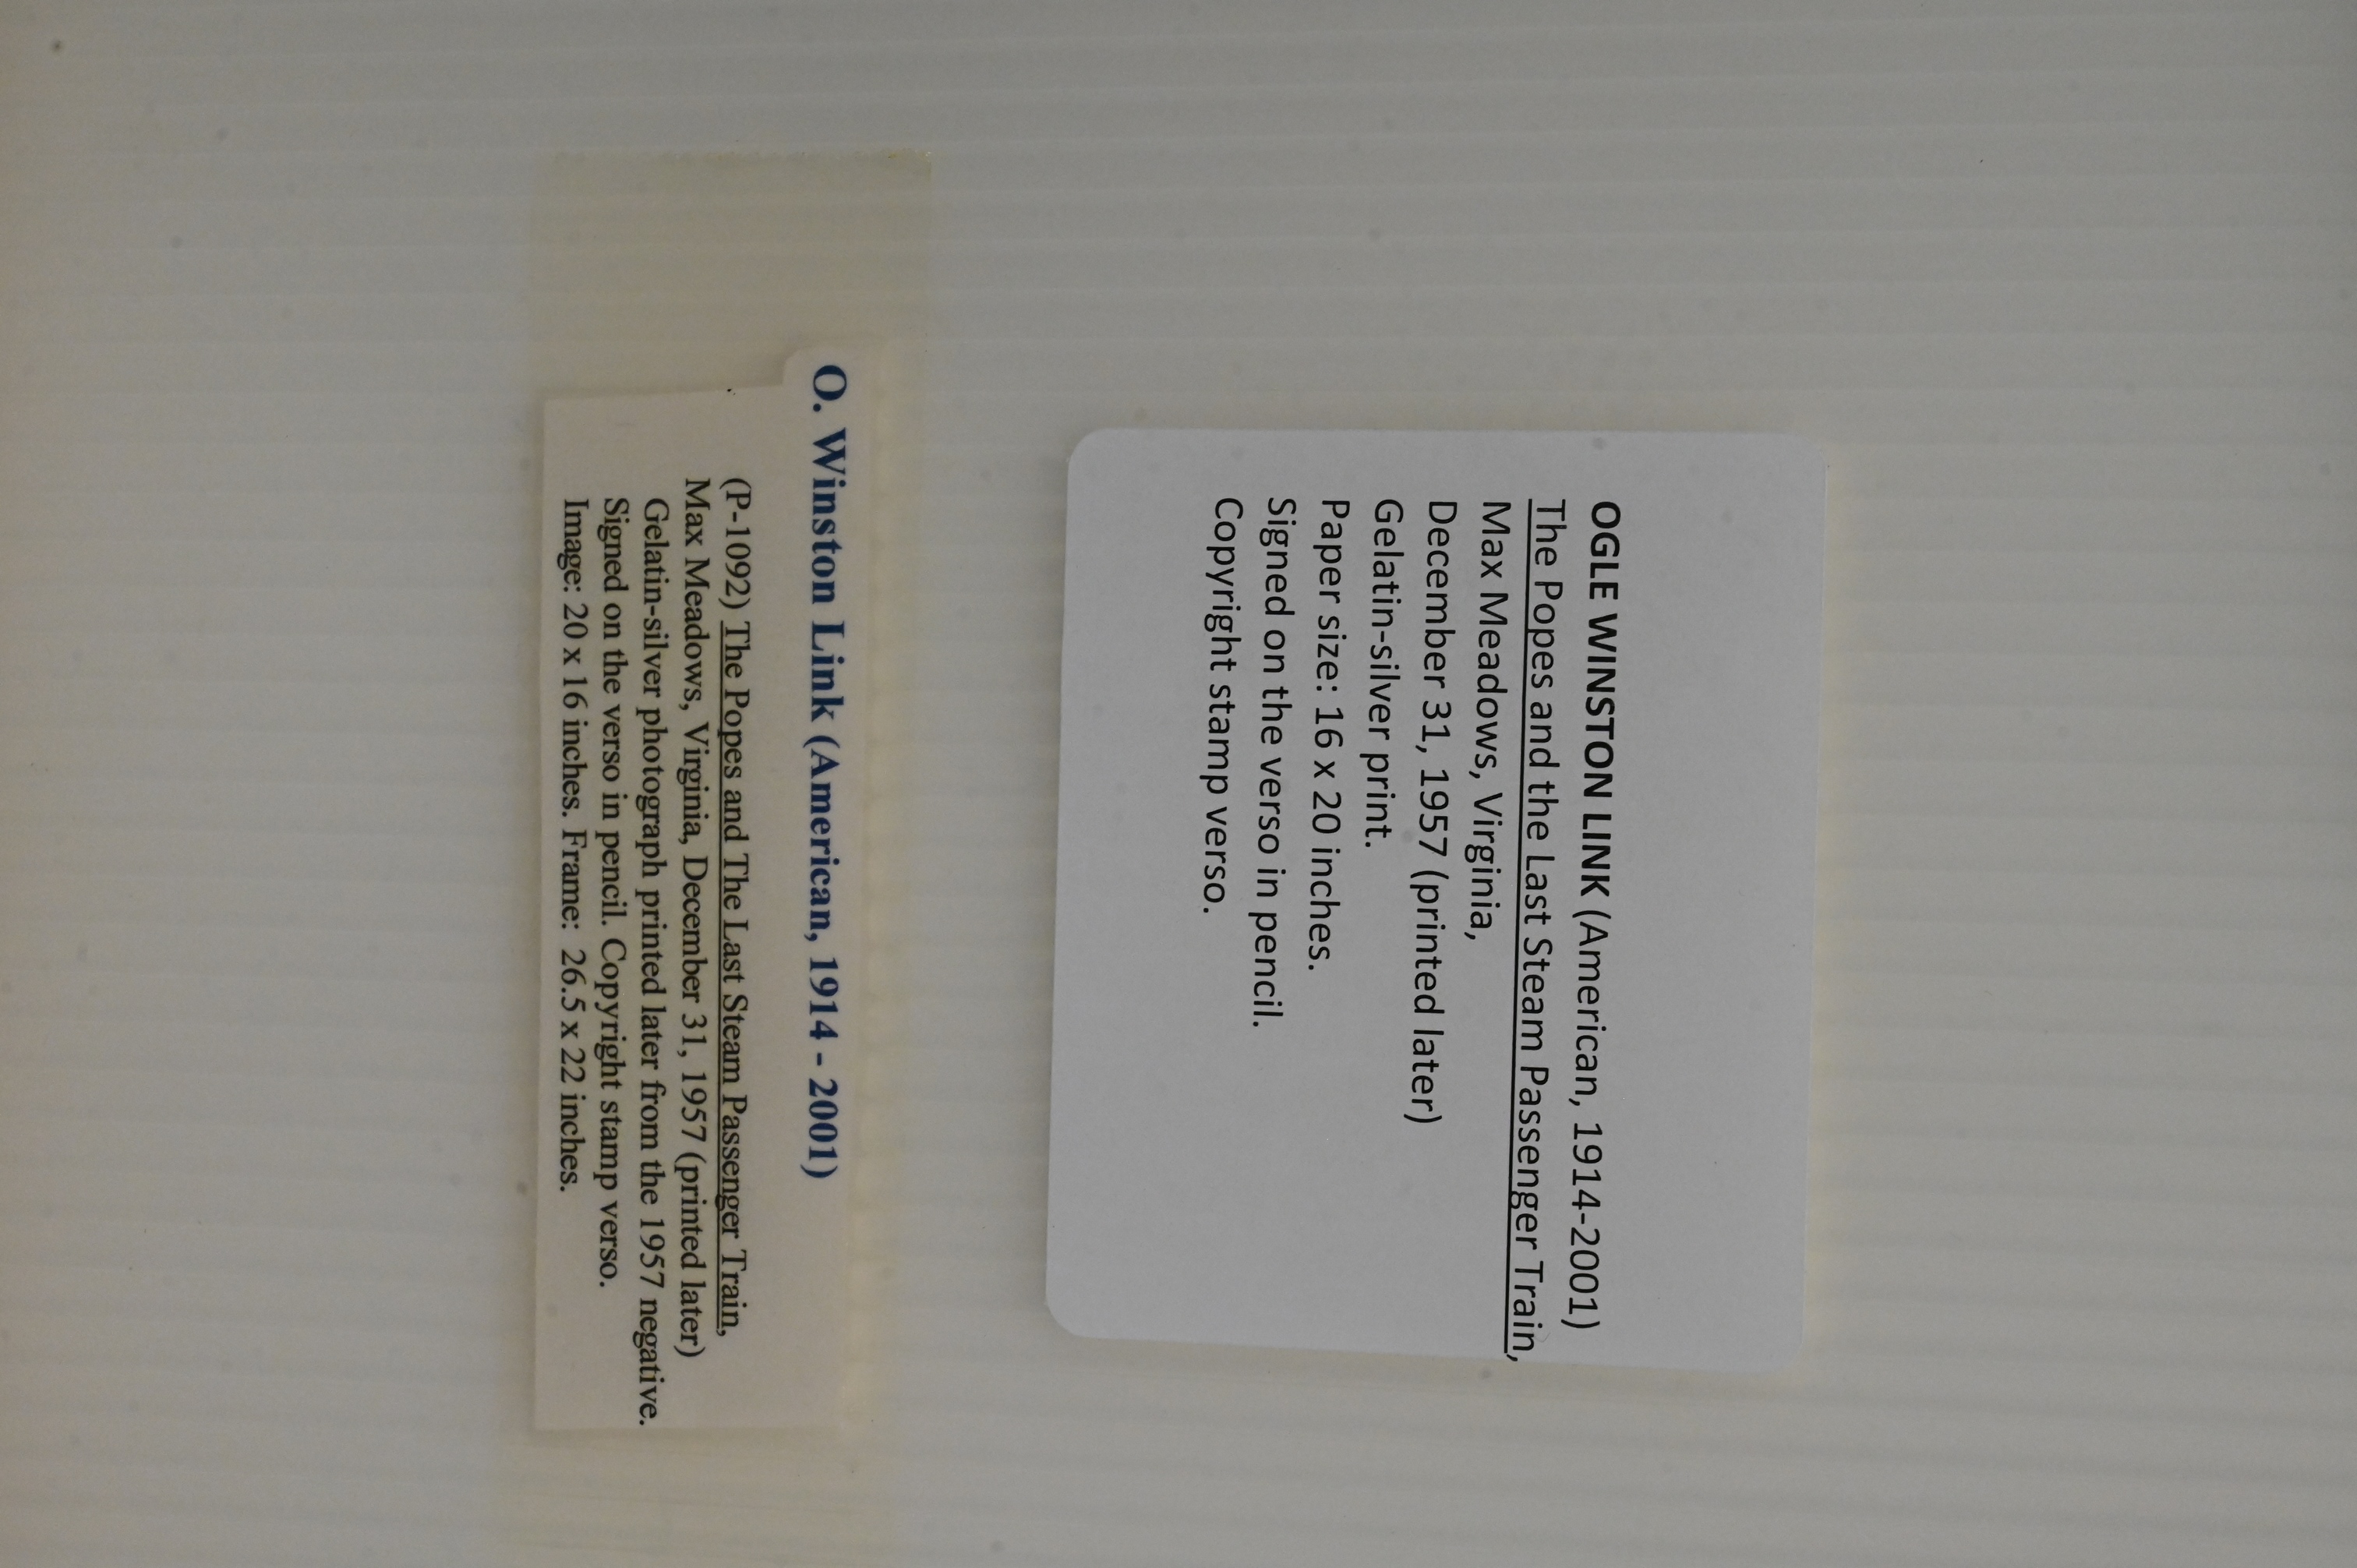 OGLE WINSTON LINK (American, 1914-2001)
The Popes and the Last Steam Passenger Train,
Max Meadows, Virginia,
December 31, 1957 (printed later)
Gelatin-silver print.
Paper size: 16 x 20 inches.
Signed on the verso in pencil.
Copyright stamp verso.
O. Winston Link (American, 1914 - 2001)
(P-1092) The Popes and The Last Steam Passenger Train,
Max Meadows, Virginia, December 31, 1957 (printed later)
Gelatin-silver photograph printed later from the 1957 negative.
Signed on the verso in pencil. Copyright stamp verso.
Image: 20 x 16 inches. Frame: 26.5 x 22 inches.